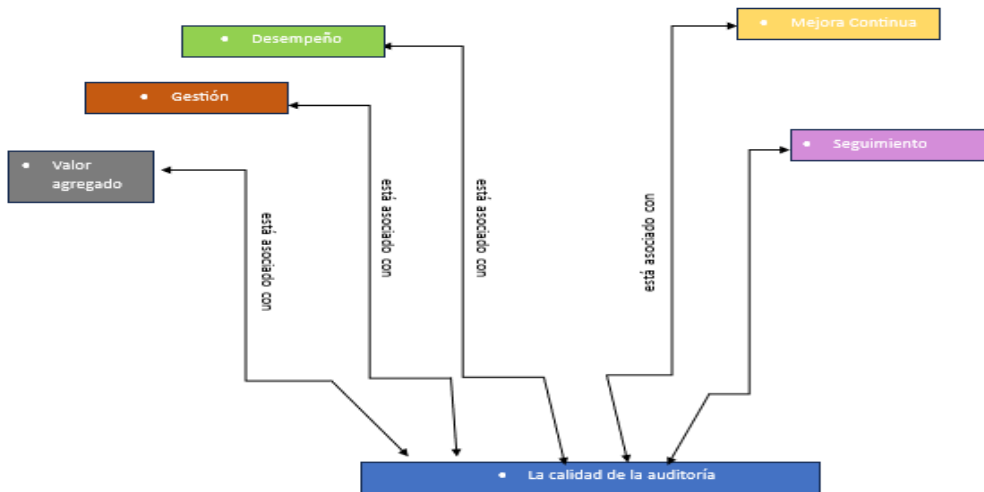 • Mejora Continua
• Desempeño
• Gestión
• Seguimiento
• Valor
agregado
está asociado con
está asociado con
está asociado con
está asociado con
• La calidad de la auditoría